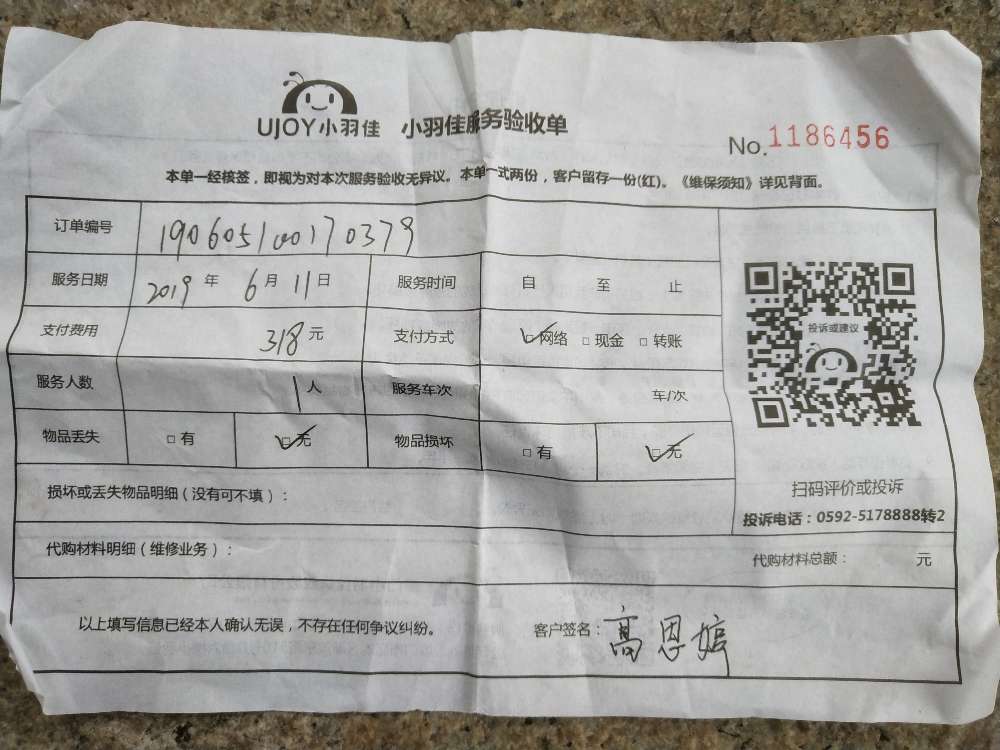 UJOY小羽佳 小羽佳服务验收单
No.1186456
本单一经核签，即视为对本次服务验收无异议。本单一式两份，客户留存一份(红)。《维保须知》详见背面。
订单编号 190605100170379
服务日期 2019 年 6 月 11 日 服务时间 自 至 止
支付费用 318 元 支付方式 ☑网络 □现金 □转账
服务人数 1 人 服务车次 车/次
物品丢失 □有 ☑无 物品损坏 □有 ☑无
投诉或建议
扫码评价或投诉
投诉电话：0592-5178888转2
损坏或丢失物品明细（没有可不填）：
代购材料明细（维修业务）： 代购材料总额： 元
以上填写信息已经本人确认无误，不存在任何争议纠纷。 客户签名：高恩婷